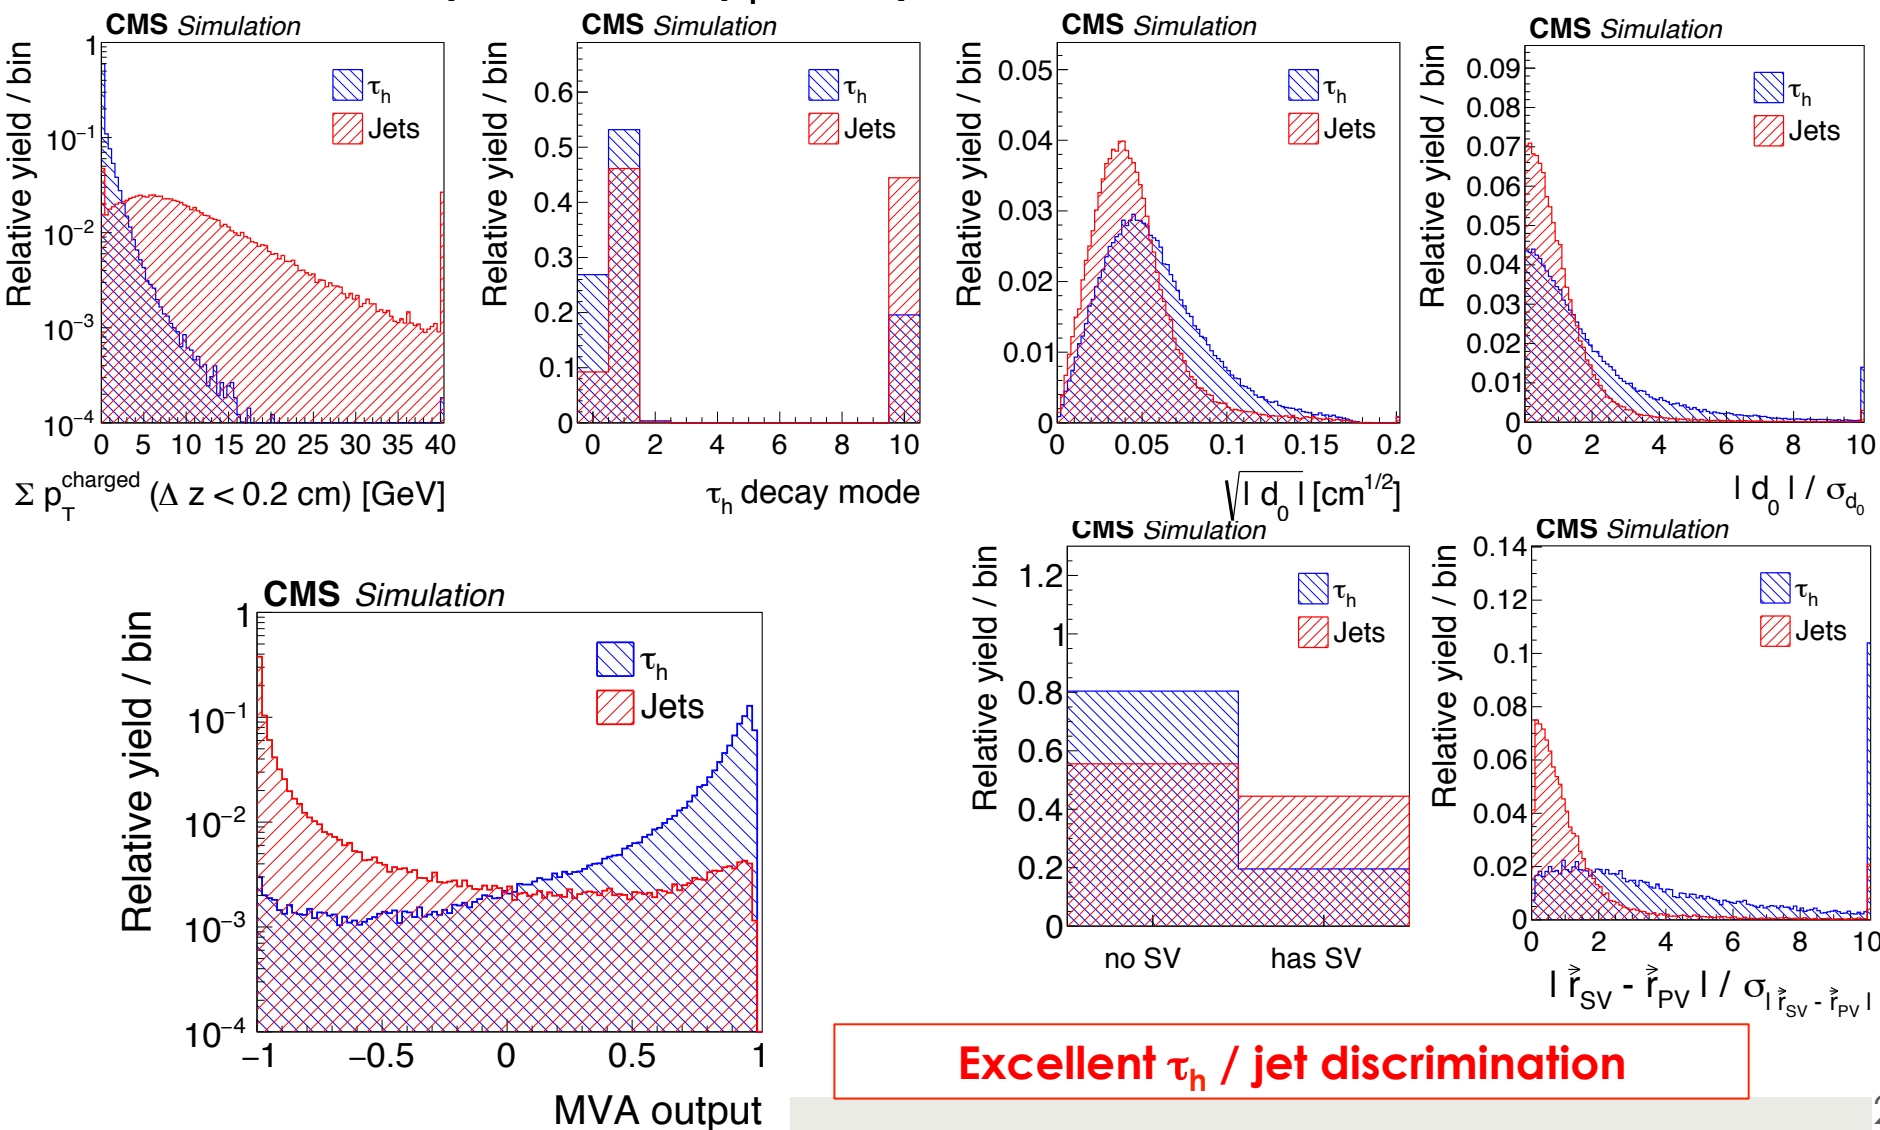 CMS Simulation
Relative yield / bin
1
10⁻¹
10⁻²
10⁻³
10⁻⁴
τh
Jets
0 5 10 15 20 25 30 35 40
Σ pTcharged (Δ z < 0.2 cm) [GeV]
CMS Simulation
Relative yield / bin
0.6
0.5
0.4
0.3
0.2
0.1
0
τh
Jets
0 2 4 6 8 10
τh decay mode
CMS Simulation
Relative yield / bin
0.05
0.04
0.03
0.02
0.01
0
τh
Jets
0 0.05 0.1 0.15 0.2
√| d0 | [cm1/2]
CMS Simulation
Relative yield / bin
0.09
0.08
0.07
0.06
0.05
0.04
0.03
0.02
0.01
0
τh
Jets
0 2 4 6 8 10
| d0 | / σd0
CMS Simulation
Relative yield / bin
1
10⁻¹
10⁻²
10⁻³
10⁻⁴
τh
Jets
−1 −0.5 0 0.5 1
MVA output
CMS Simulation
Relative yield / bin
1.2
1
0.8
0.6
0.4
0.2
0
τh
Jets
no SV has SV
CMS Simulation
Relative yield / bin
0.14
0.12
0.1
0.08
0.06
0.04
0.02
0
τh
Jets
0 2 4 6 8 10
| r⃗SV - r⃗PV | / σ| r⃗SV - r⃗PV |
Excellent τh / jet discrimination